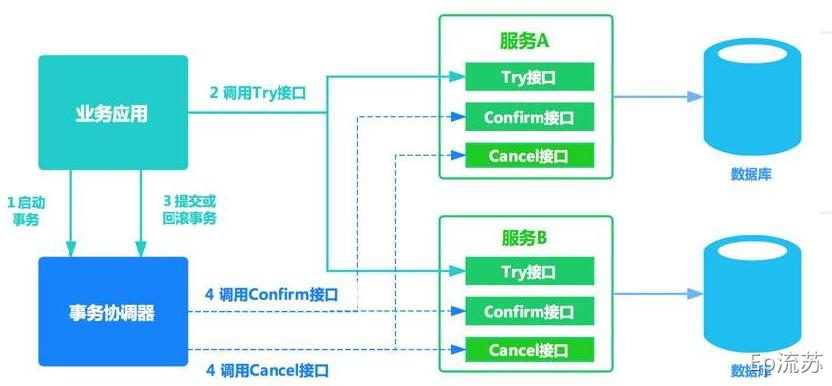 服务A
Try接口
Confirm接口
Cancel接口
业务应用
2 调用Try接口
数据库
1 启动
事务
3 提交或
回滚事务
服务B
Try接口
Confirm接口
Cancel接口
事务协调器
4 调用Confirm接口
4 调用Cancel接口
数据库
Ep流苏